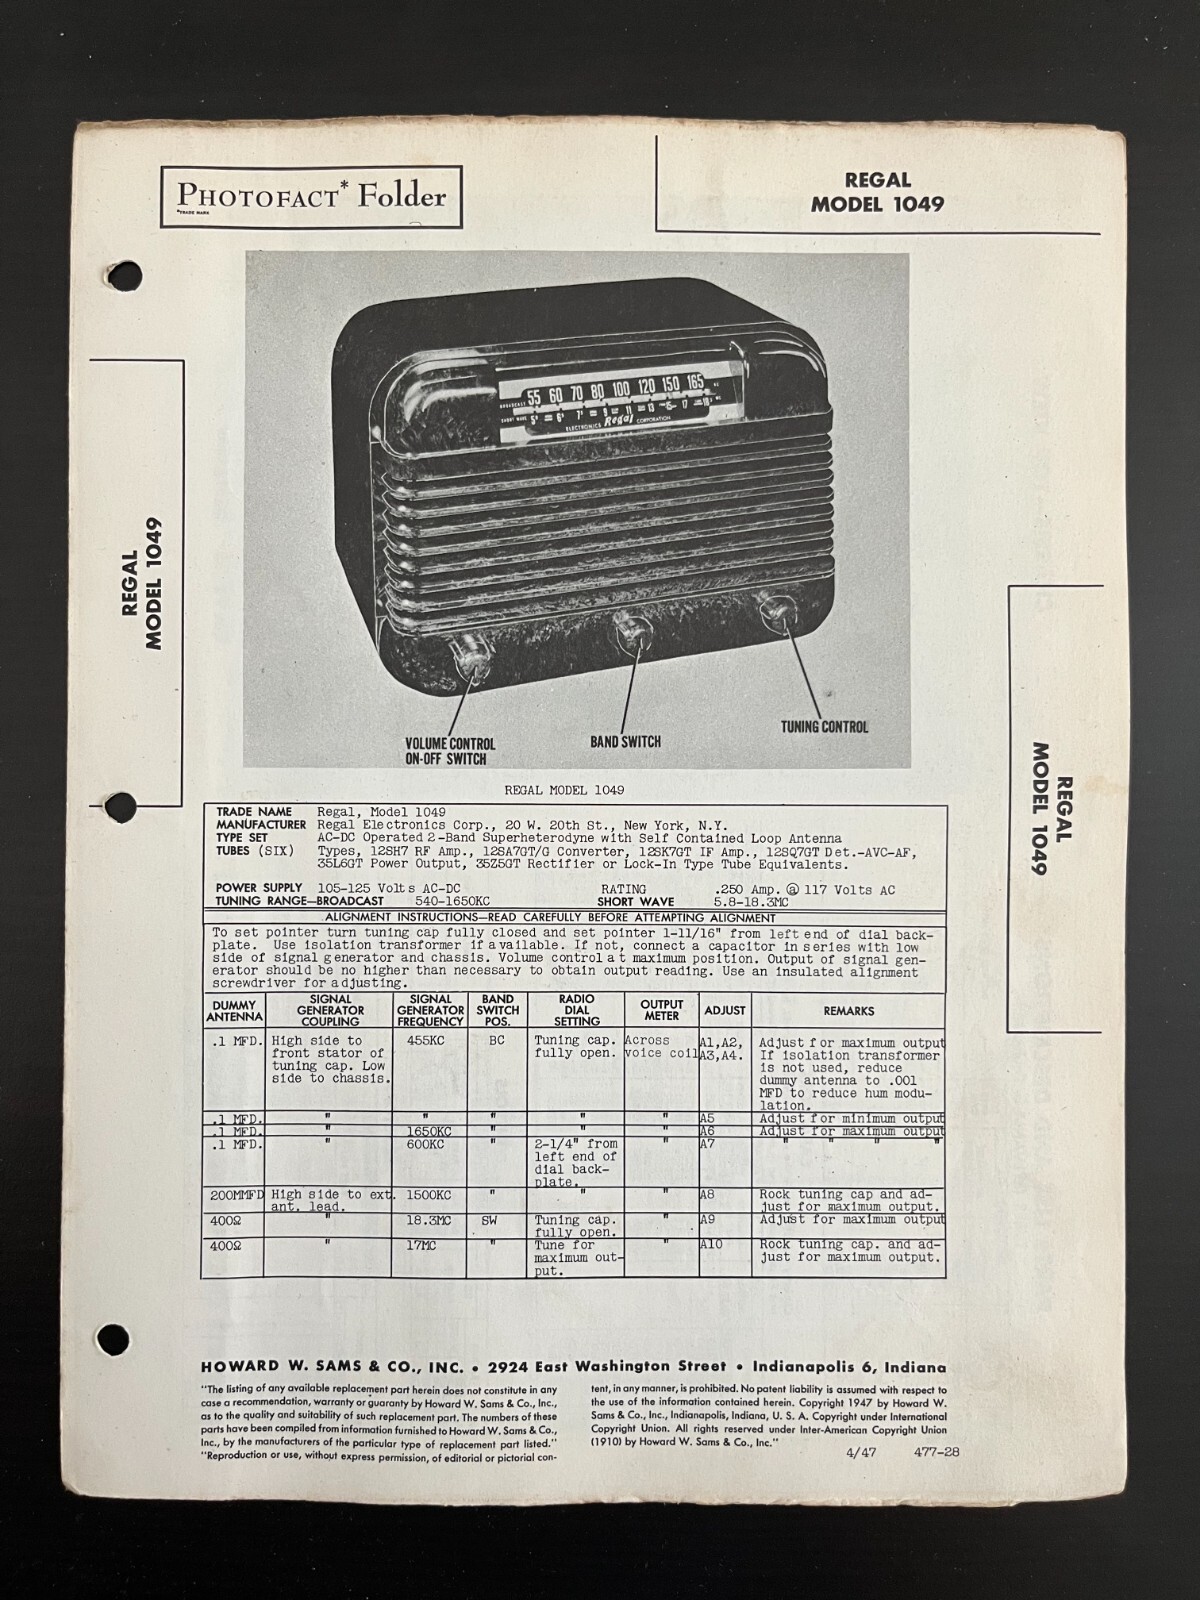 PHOTOFACT* Folder
*TRADE MARK
REGAL
MODEL 1049
REGAL
MODEL 1049
REGAL
MODEL 1049
BROADCAST 55 60 70 80 100 120 150 165 KC
SHORT WAVE
ELECTRONICS Regal CORPORATION
VOLUME CONTROL
ON-OFF SWITCH
BAND SWITCH
TUNING CONTROL
REGAL MODEL 1049
TRADE NAME Regal, Model 1049
MANUFACTURER Regal Electronics Corp., 20 W. 20th St., New York, N.Y.
TYPE SET AC-DC Operated 2-Band Superheterodyne with Self Contained Loop Antenna
TUBES (SIX) Types, 12SH7 RF Amp., 12SA7GT/G Converter, 12SK7GT IF Amp., 12SQ7GT Det.-AVC-AF,
35L6GT Power Output, 35Z5GT Rectifier or Lock-In Type Tube Equivalents.
POWER SUPPLY 105-125 Volts AC-DC RATING .250 Amp. @ 117 Volts AC
TUNING RANGE—BROADCAST 540-1650KC SHORT WAVE 5.8-18.3MC
ALIGNMENT INSTRUCTIONS—READ CAREFULLY BEFORE ATTEMPTING ALIGNMENT
To set pointer turn tuning cap fully closed and set pointer 1-11/16" from left end of dial back-
plate. Use isolation transformer if available. If not, connect a capacitor in series with low
side of signal generator and chassis. Volume control at maximum position. Output of signal gen-
erator should be no higher than necessary to obtain output reading. Use an insulated alignment
screwdriver for adjusting.
DUMMY ANTENNA SIGNAL GENERATOR COUPLING SIGNAL GENERATOR FREQUENCY BAND SWITCH POS. RADIO DIAL SETTING OUTPUT METER ADJUST REMARKS
.1 MFD. High side to 455KC BC Tuning cap. Across A1,A2, Adjust for maximum output
front stator of fully open. voice coil A3,A4. If isolation transformer
tuning cap. Low is not used, reduce
side to chassis. dummy antenna to .001
MFD to reduce hum modu-
lation.
.1 MFD. " " " " " A5 Adjust for minimum output
.1 MFD. " 1650KC " " " A6 Adjust for maximum output
.1 MFD. " 600KC " 2-1/4" from " A7 " " " "
left end of
dial back-
plate.
200MMFD High side to ext. 1500KC " " " A8 Rock tuning cap and ad-
ant. lead. just for maximum output.
400Ω " 18.3MC SW Tuning cap. " A9 Adjust for maximum output
fully open.
400Ω " 17MC " Tune for " A10 Rock tuning cap. and ad-
maximum out- just for maximum output.
put.
HOWARD W. SAMS & CO., INC. • 2924 East Washington Street • Indianapolis 6, Indiana
"The listing of any available replacement part herein does not constitute in any
case a recommendation, warranty or guaranty by Howard W. Sams & Co., Inc.,
as to the quality and suitability of such replacement part. The numbers of these
parts have been compiled from information furnished to Howard W. Sams & Co.,
Inc., by the manufacturers of the particular type of replacement part listed."
"Reproduction or use, without express permission, of editorial or pictorial con-
tent, in any manner, is prohibited. No patent liability is assumed with respect to
the use of the information contained herein. Copyright 1947 by Howard W.
Sams & Co., Inc., Indianapolis, Indiana, U. S. A. Copyright under International
Copyright Union. All rights reserved under Inter-American Copyright Union
(1910) by Howard W. Sams & Co., Inc."
4/47 477-28